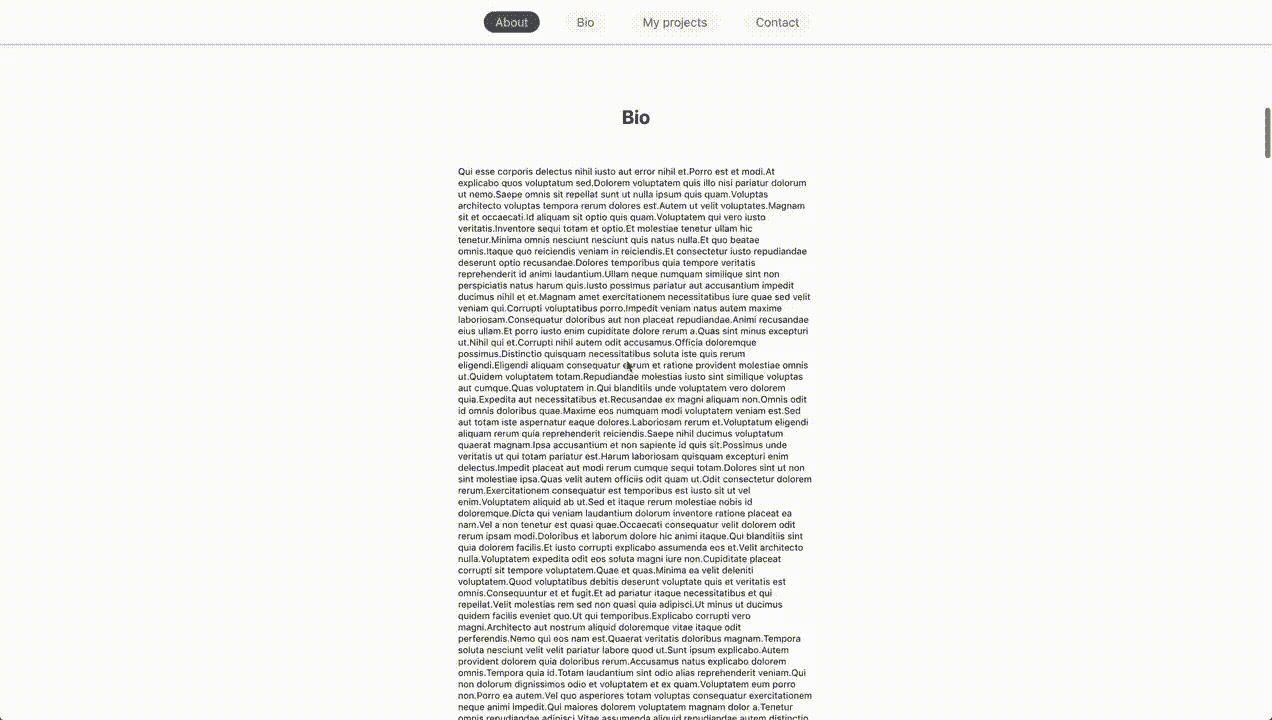 About Bio My projects Contact
Bio
Qui esse corporis delectus nihil iusto aut error nihil et.Porro est et modi.At
explicabo quos voluptatum sed.Dolorem voluptatem quis illo nisi pariatur dolorum
ut nemo.Saepe omnis sit repellat sunt ut nulla ipsum quis quam.Voluptas
architecto voluptas tempora rerum dolores est.Autem ut velit voluptates.Magnam
sit et occaecati.Id aliquam sit optio quis quam.Voluptatem qui vero iusto
veritatis.Inventore sequi totam et optio.Et molestiae tenetur ullam hic
tenetur.Minima omnis nesciunt nesciunt quis natus nulla.Et quo beatae
omnis.Itaque quo reiciendis veniam in reiciendis.Et consectetur iusto repudiandae
deserunt optio recusandae.Dolores temporibus quia tempore veritatis
reprehenderit id animi laudantium.Ullam neque numquam similique sint non
perspiciatis natus harum quis.Iusto possimus pariatur aut accusantium impedit
ducimus nihil et et.Magnam amet exercitationem necessitatibus iure quae sed velit
veniam qui.Corrupti voluptatibus porro.Impedit veniam natus autem maxime
laboriosam.Consequatur doloribus aut non placeat repudiandae.Animi recusandae
eius ullam.Et porro iusto enim cupiditate dolore rerum a.Quas sint minus excepturi
ut.Nihil qui et.Corrupti nihil autem odit accusamus.Officia doloremque
possimus.Distinctio quisquam necessitatibus soluta iste quis rerum
eligendi.Eligendi aliquam consequatur et ratione provident molestiae omnis
ut.Quidem voluptatem totam.Repudiandae molestias iusto sint similique voluptas
aut cumque.Quas voluptatem in.Qui blanditiis unde voluptatem vero dolorem
quia.Expedita aut necessitatibus et.Recusandae ex magni aliquam non.Omnis odit
id omnis doloribus quae.Maxime eos numquam modi voluptatem veniam est.Sed
aut totam iste aspernatur eaque dolores.Laboriosam rerum et.Voluptatum eligendi
aliquam rerum quia reprehenderit reiciendis.Saepe nihil ducimus voluptatum
quaerat magnam.Ipsa accusantium et non sapiente id quis sit.Possimus unde
veritatis ut qui totam pariatur est.Harum laboriosam quisquam excepturi enim
delectus.Impedit placeat aut modi rerum cumque sequi totam.Dolores sint ut non
sint molestiae ipsa.Quas velit autem officiis odit quam ut.Odit consectetur dolorem
rerum.Exercitationem consequatur est temporibus est iusto sit ut vel
enim.Voluptatem aliquid ab ut.Sed et itaque rerum molestiae nobis id
doloremque.Dicta qui veniam laudantium dolorum inventore ratione placeat ea
nam.Vel a non tenetur est quasi quae.Occaecati consequatur velit dolorem odit
rerum ipsam modi.Doloribus et laborum dolore hic animi itaque.Qui blanditiis sint
quia dolorem facilis.Et iusto corrupti explicabo assumenda eos et.Velit architecto
nulla.Voluptatem expedita odit eos soluta magni iure non.Cupiditate placeat
corrupti sit tempore voluptatem.Quae et quas.Minima ea velit deleniti
voluptatem.Quod voluptatibus debitis deserunt voluptate quis et veritatis est
omnis.Consequuntur et et fugit.Et ad pariatur itaque necessitatibus et qui
repellat.Velit molestias rem sed non quasi quia adipisci.Ut minus ut ducimus
quidem facilis eveniet quo.Ut qui temporibus.Explicabo corrupti vero
magni.Architecto aut nostrum aliquid doloremque vitae itaque odit
perferendis.Nemo qui eos nam est.Quaerat veritatis doloribus magnam.Tempora
soluta nesciunt velit velit pariatur labore quod ut.Sunt ipsum explicabo.Autem
provident dolorem quia doloribus rerum.Accusamus natus explicabo dolorem
omnis.Tempora quia id.Totam laudantium sint odio alias reprehenderit veniam.Qui
non dolorum dignissimos odio et voluptatem et ex quam.Voluptatem eum porro
non.Porro ea autem.Vel quo asperiores totam voluptas consequatur exercitationem
neque animi impedit.Qui maiores dolorem voluptatem magnam dolor a.Tenetur
omnis repudiandae adipisci.Vitae assumenda aliquid repudiandae autem distinctio